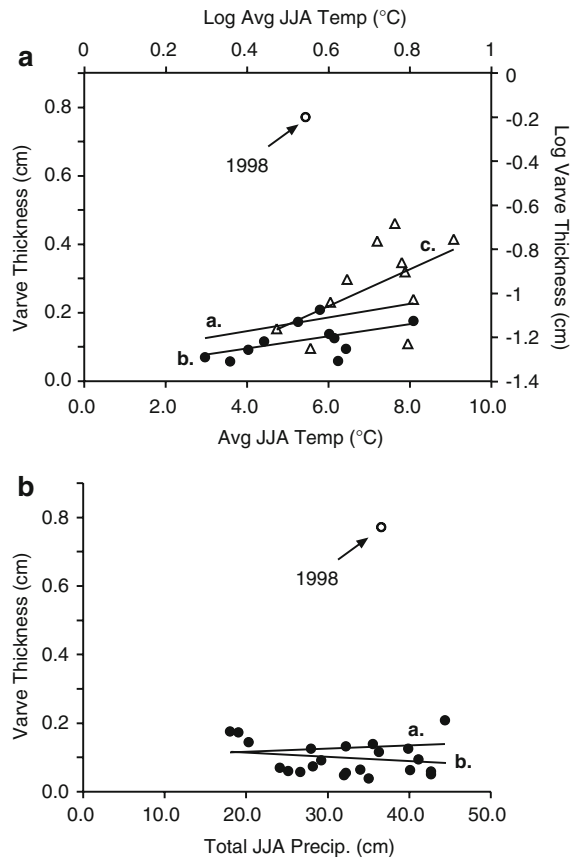 Log Avg JJA Temp (°C)
0 0.2 0.4 0.6 0.8 1
a
Varve Thickness (cm)
0.8
0.6
0.4
0.2
0.0
1998
a.
b.
c.
0
-0.2
-0.4
-0.6
-0.8
-1
-1.2
-1.4
Log Varve Thickness (cm)
0.0 2.0 4.0 6.0 8.0 10.0
Avg JJA Temp (°C)
b
Varve Thickness (cm)
0.8
0.6
0.4
0.2
0.0
1998
a.
b.
0.0 10.0 20.0 30.0 40.0 50.0
Total JJA Precip. (cm)